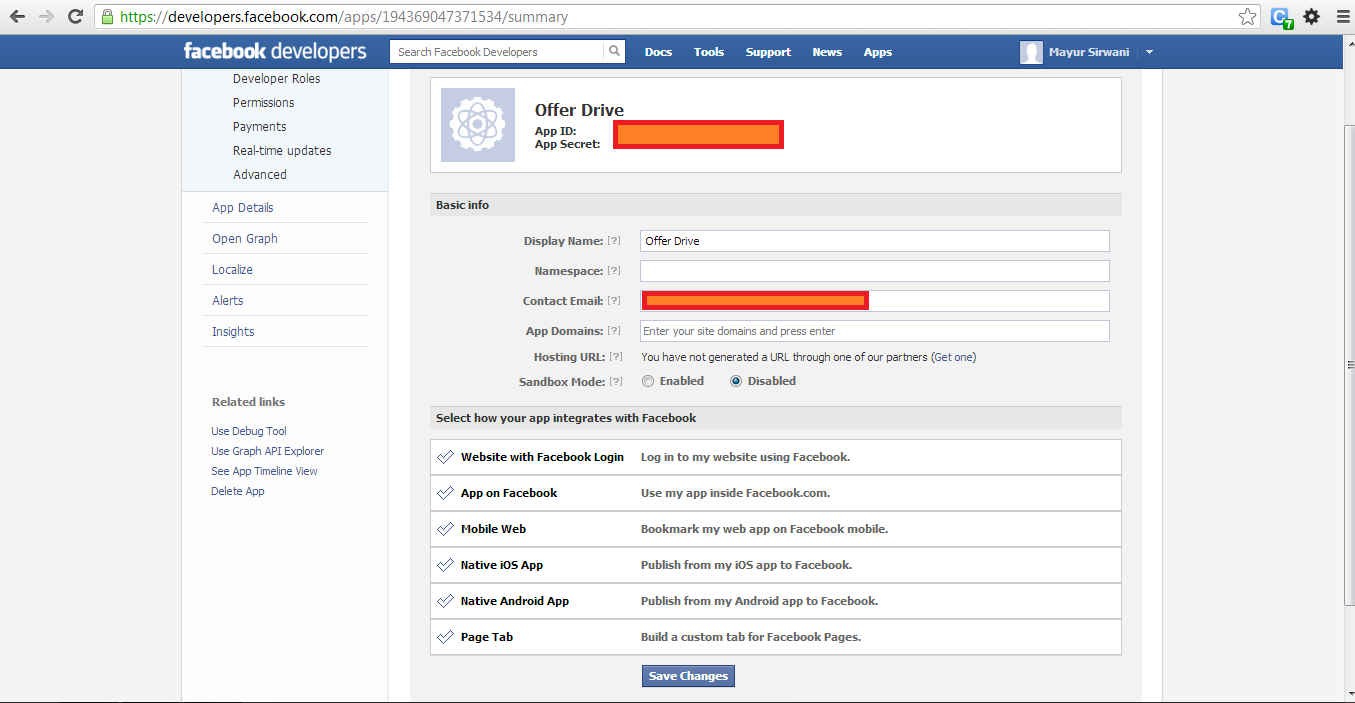 https://developers.facebook.com/apps/194369047371534/summary
7
facebook developers
Search Facebook Developers
Docs Tools Support News Apps
Mayur Sirwani
Developer Roles
Permissions
Payments
Real-time updates
Advanced
App Details
Open Graph
Localize
Alerts
Insights
Related links
Use Debug Tool
Use Graph API Explorer
See App Timeline View
Delete App
Offer Drive
App ID:
App Secret:
Basic info
Display Name: [?] Offer Drive
Namespace: [?]
Contact Email: [?]
App Domains: [?] Enter your site domains and press enter
Hosting URL: [?] You have not generated a URL through one of our partners (Get one)
Sandbox Mode: [?] Enabled Disabled
Select how your app integrates with Facebook
Website with Facebook Login Log in to my website using Facebook.
App on Facebook Use my app inside Facebook.com.
Mobile Web Bookmark my web app on Facebook mobile.
Native iOS App Publish from my iOS app to Facebook.
Native Android App Publish from my Android app to Facebook.
Page Tab Build a custom tab for Facebook Pages.
Save Changes